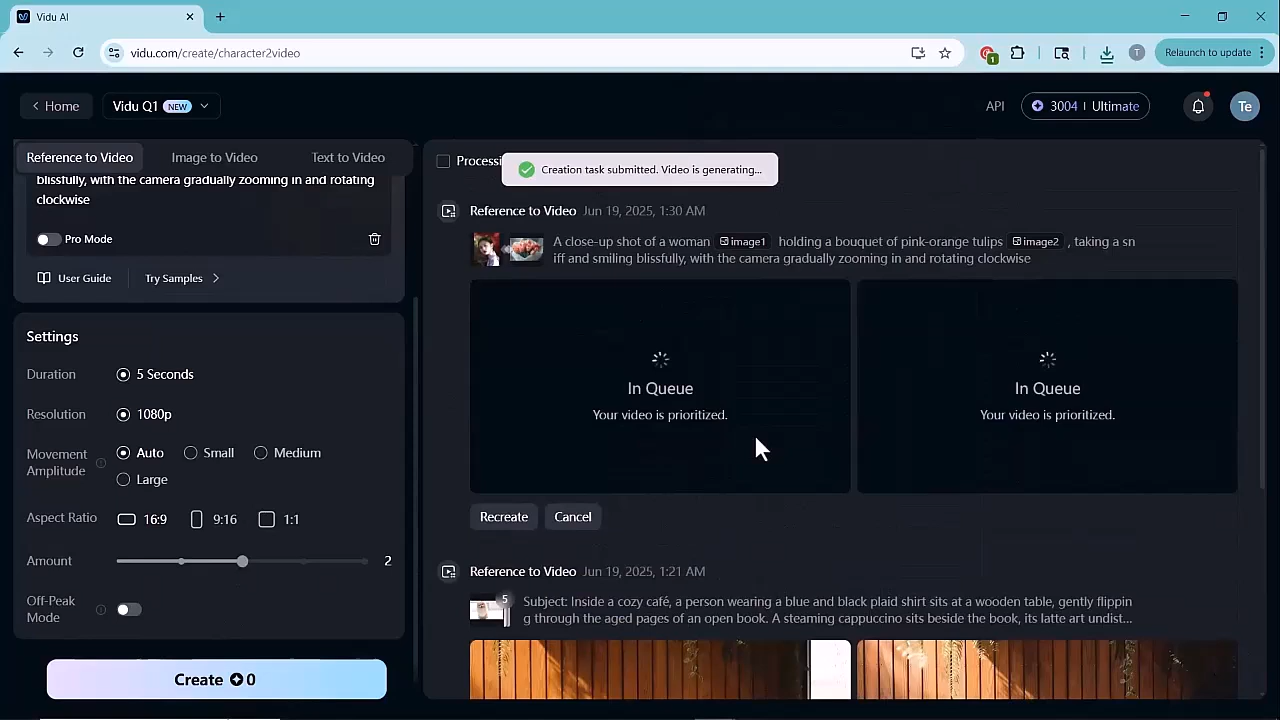 Vidu AI
vidu.com/create/character2video
1
T
Relaunch to update
Home
Vidu Q1 NEW
API
3004 | Ultimate
Te
Reference to Video
Image to Video
Text to Video
blissfully, with the camera gradually zooming in and rotating
clockwise
Pro Mode
User Guide
Try Samples
Settings
Duration
5 Seconds
Resolution
1080p
Movement
Amplitude
Auto
Small
Medium
Large
Aspect Ratio
16:9
9:16
1:1
Amount
2
Off-Peak
Mode
Create 0
Processi
Creation task submitted. Video is generating...
Reference to Video Jun 19, 2025, 1:30 AM
A close-up shot of a woman image1 holding a bouquet of pink-orange tulips image2 , taking a sn
iff and smiling blissfully, with the camera gradually zooming in and rotating clockwise
In Queue
Your video is prioritized.
In Queue
Your video is prioritized.
Recreate
Cancel
Reference to Video Jun 19, 2025, 1:21 AM
5
Subject: Inside a cozy café, a person wearing a blue and black plaid shirt sits at a wooden table, gently flippin
g through the aged pages of an open book. A steaming cappuccino sits beside the book, its latte art undist...